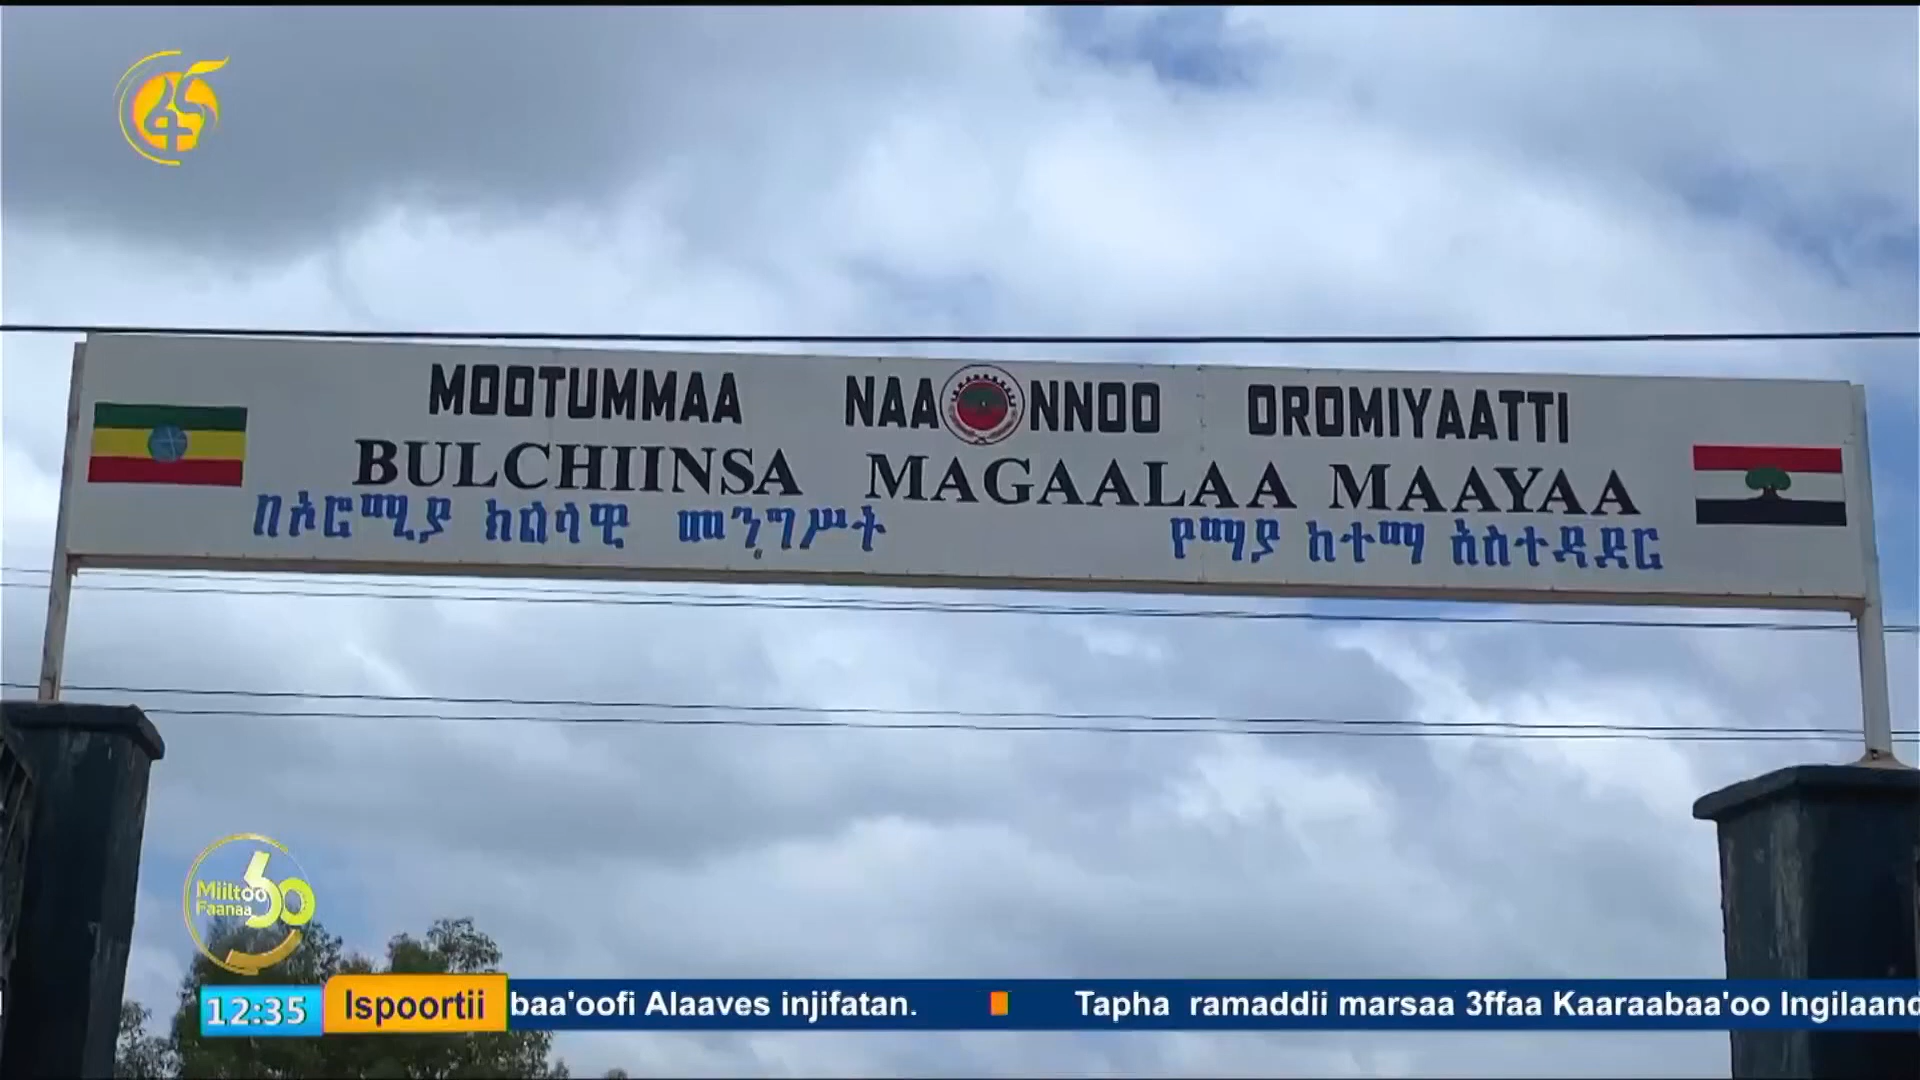 MOOTUMMAA NAANNOO OROMIYAATTI
BULCHIINSA MAGAALAA MAAYAA
በኦሮሚያ ክልላዊ መንግሥት የማያ ከተማ አስተዳደር
Miiltoo 30
Faanaa
12:35 Ispoortii baa'oofi Alaaves injifatan. Tapha ramaddii marsaa 3ffaa Kaaraabaa'oo Ingilaand